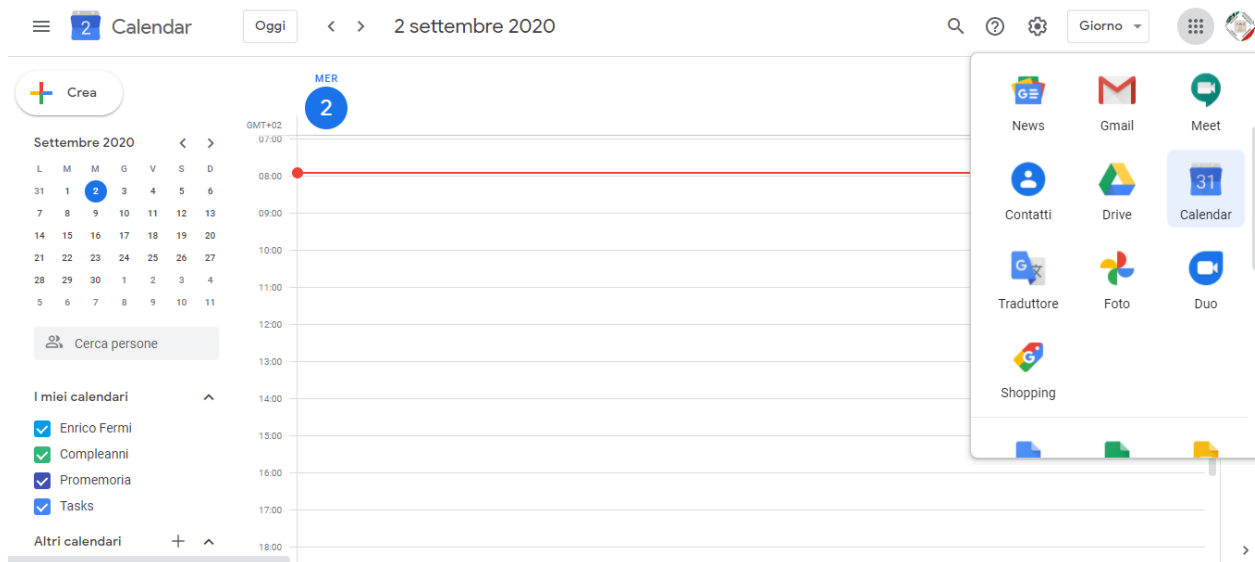 2 Calendar Oggi 2 settembre 2020 Giorno
Crea
Settembre 2020
L M M G V S D
31 1 2 3 4 5 6
7 8 9 10 11 12 13
14 15 16 17 18 19 20
21 22 23 24 25 26 27
28 29 30 1 2 3 4
5 6 7 8 9 10 11
Cerca persone
I miei calendari
Enrico Fermi
Compleanni
Promemoria
Tasks
Altri calendari
MER
2
GMT+02
07:00
08:00
09:00
10:00
11:00
12:00
13:00
14:00
15:00
16:00
17:00
18:00
News Gmail Meet
31
Contatti Drive Calendar
Traduttore Foto Duo
Shopping